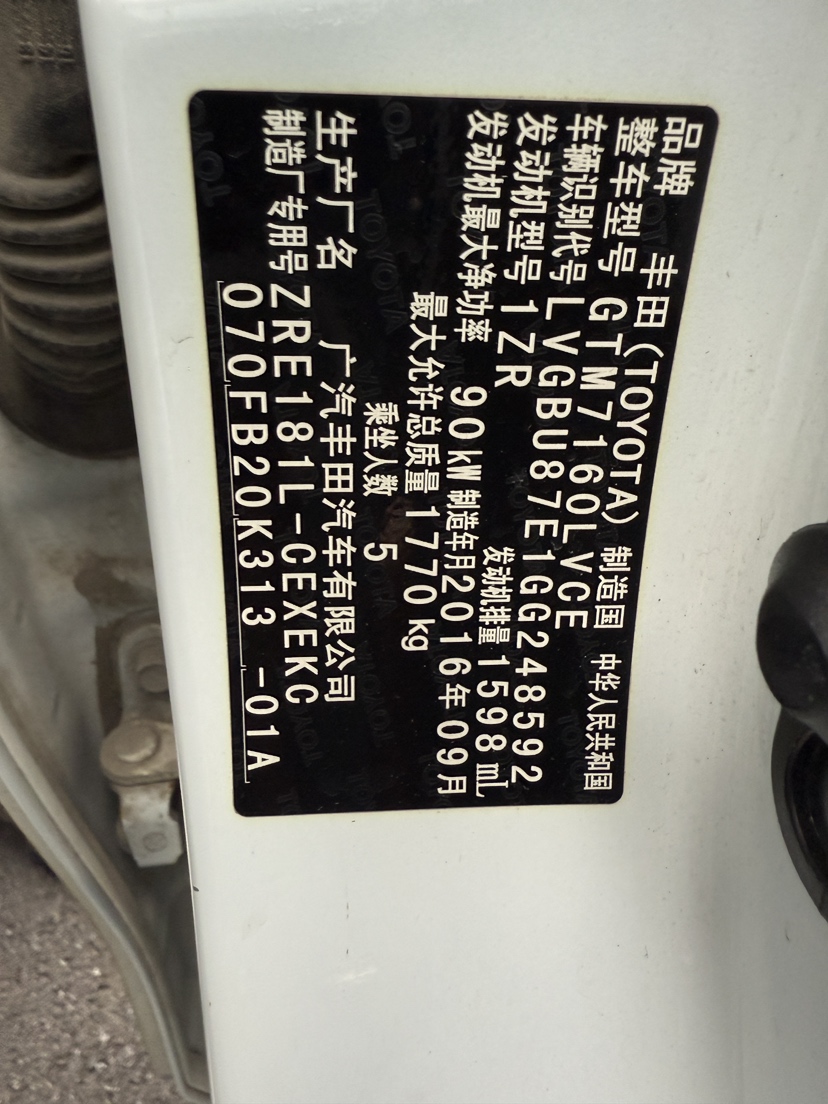 品牌 丰田(TOYOTA) 制造国 中华人民共和国
整车型号 GTM7160LVCE
车辆识别代号 LVGBU87E1GG248592
发动机型号 1ZR 发动机排量 1598 mL
发动机最大净功率 90 kW 制造年月 2016年09月
最大允许总质量 1770 kg
乘坐人数 5
生产厂名 广汽丰田汽车有限公司
制造厂专用号 ZRE181L-CEXEKC
070FB20K313 -01A